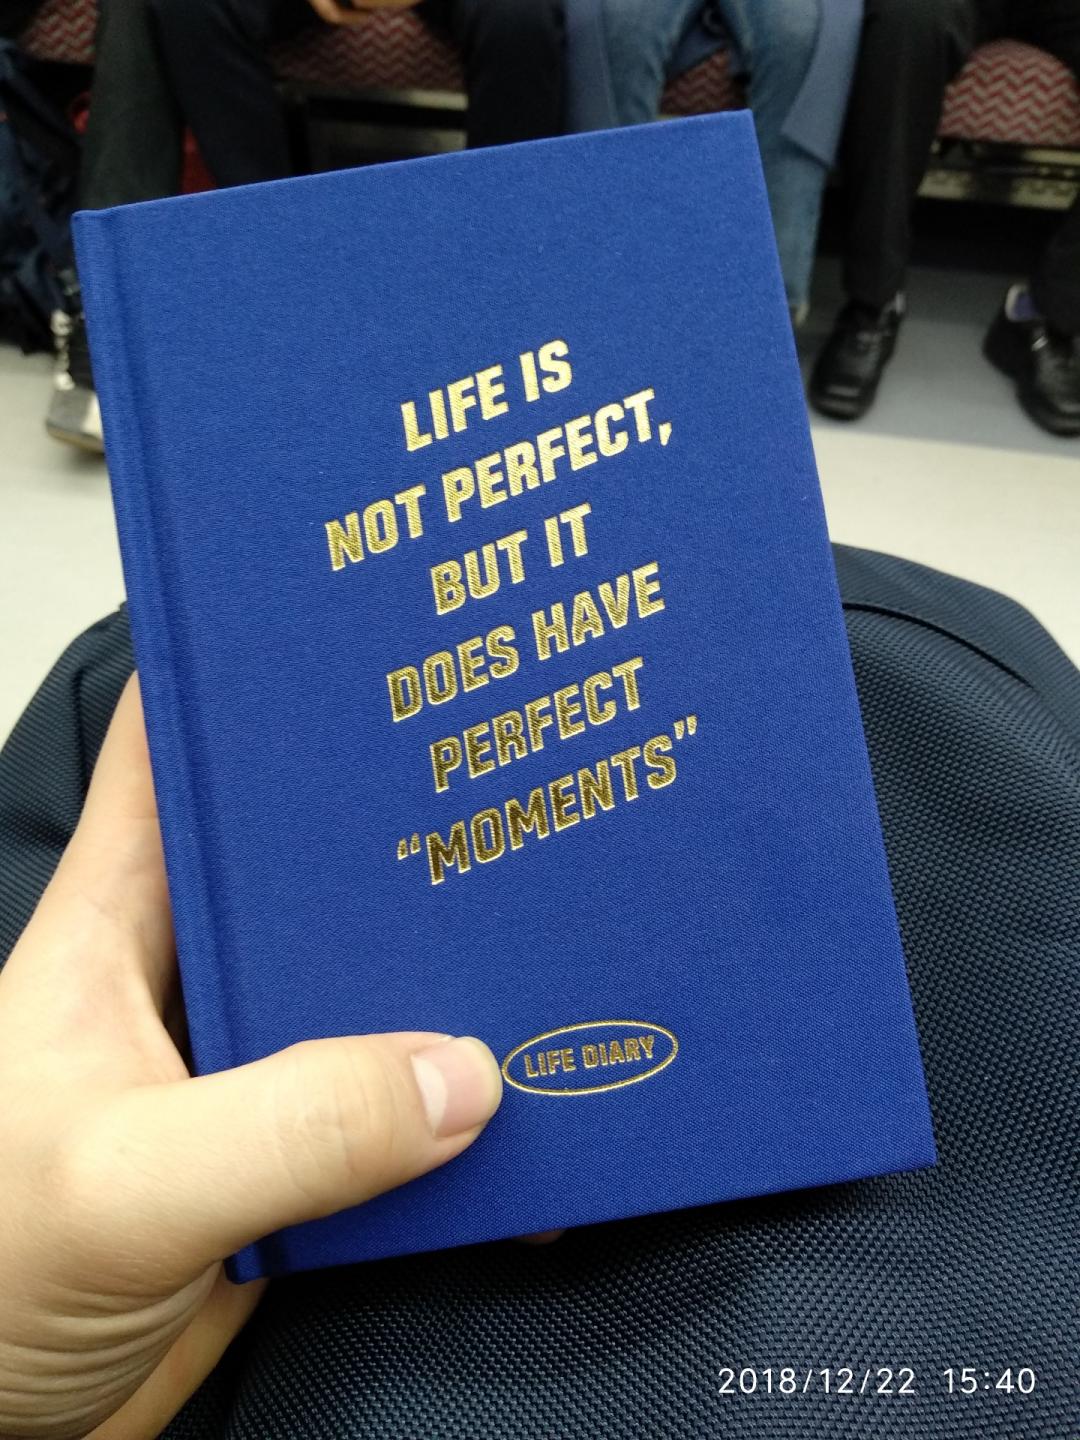 LIFE IS
NOT PERFECT,
BUT IT
DOES HAVE
PERFECT
“MOMENTS”
LIFE DIARY
2018/12/22 15:40